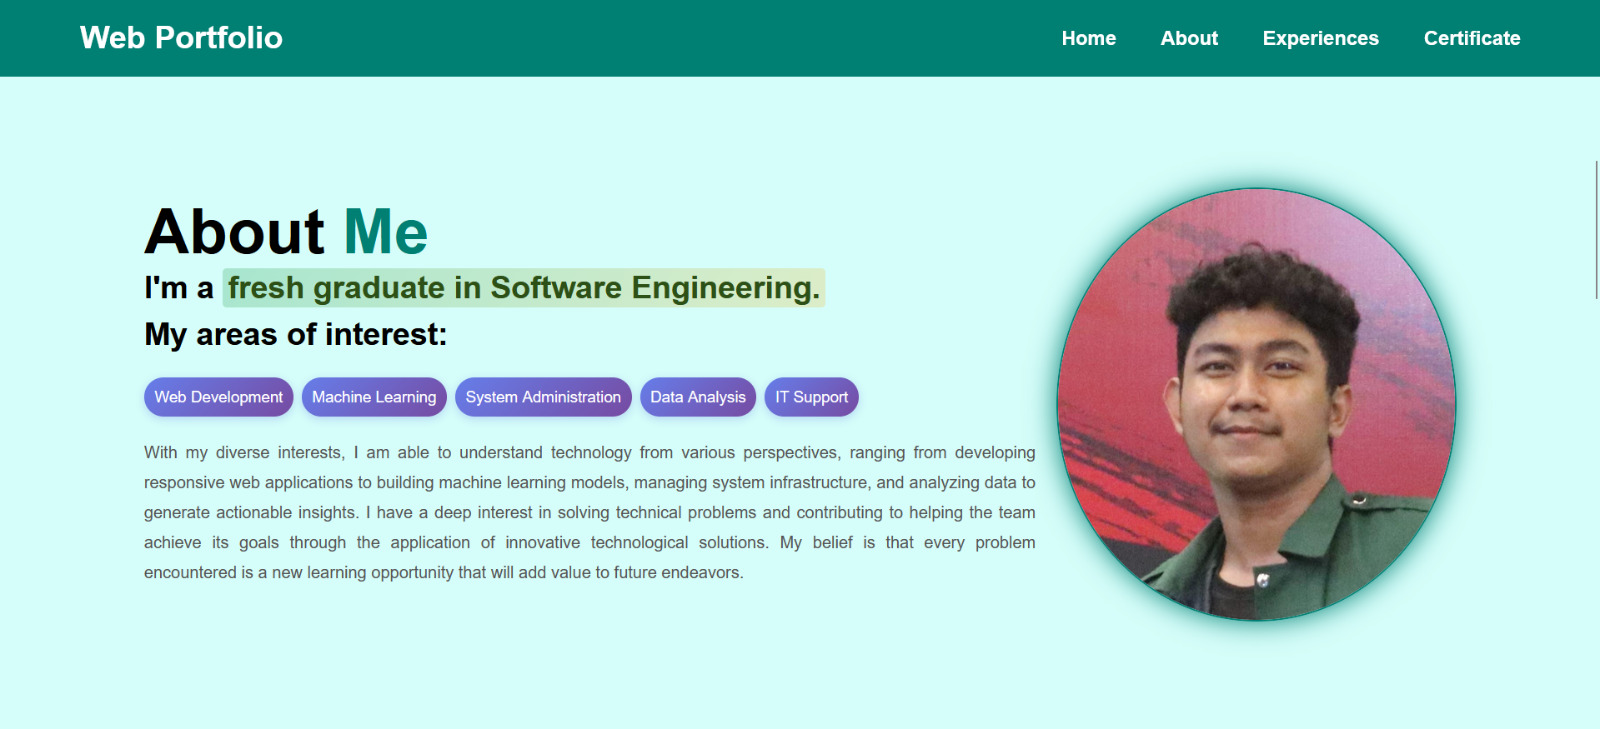 Web Portfolio
Home About Experiences Certificate
About Me
I'm a fresh graduate in Software Engineering.
My areas of interest:
Web Development Machine Learning System Administration Data Analysis IT Support
With my diverse interests, I am able to understand technology from various perspectives, ranging from developing
responsive web applications to building machine learning models, managing system infrastructure, and analyzing data to
generate actionable insights. I have a deep interest in solving technical problems and contributing to helping the team
achieve its goals through the application of innovative technological solutions. My belief is that every problem
encountered is a new learning opportunity that will add value to future endeavors.